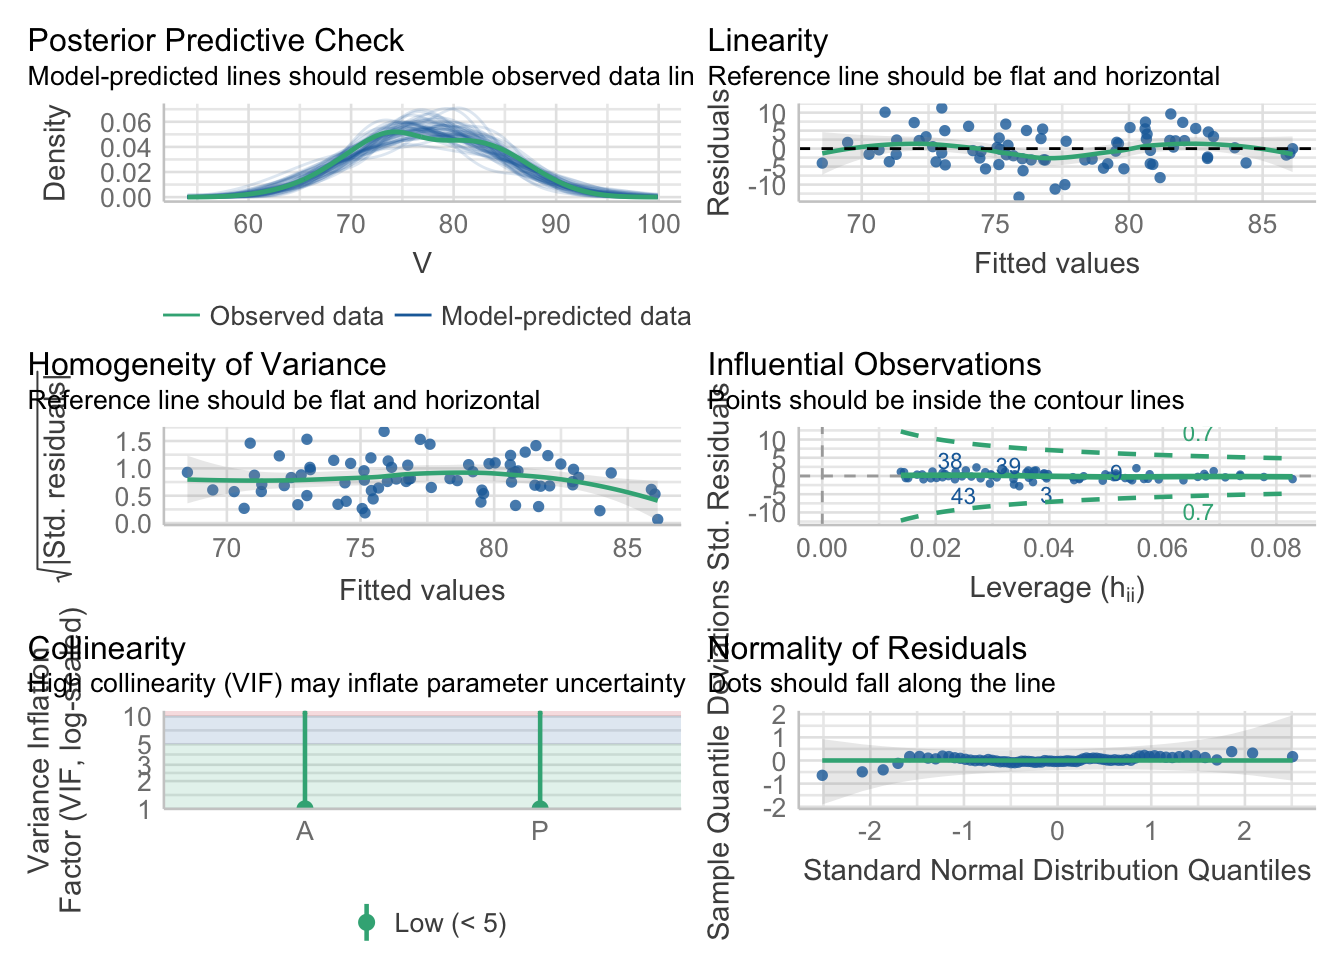 Posterior Predictive Check
Model-predicted lines should resemble observed data lin
Density
0.06
0.04
0.02
0.00
60 70 80 90 100
V
Observed data Model-predicted data
Linearity
Reference line should be flat and horizontal
Residuals
10
5
0
-5
-10
70 75 80 85
Fitted values
Homogeneity of Variance
Reference line should be flat and horizontal
√|Std. residuals|
1.5
1.0
0.5
0.0
70 75 80 85
Fitted values
Influential Observations
Points should be inside the contour lines
Std. Residuals
10
5
0
-5
-10
0.7
38 29 9
43 3
0.7
0.00 0.02 0.04 0.06 0.08
Leverage (hii)
Collinearity
High collinearity (VIF) may inflate parameter uncertainty
Variance Inflation
Factor (VIF, log-scaled)
10
5
3
2
1
A P
Low (< 5)
Normality of Residuals
Dots should fall along the line
Sample Quantile Deviations
2
1
0
-1
-2
-2 -1 0 1 2
Standard Normal Distribution Quantiles